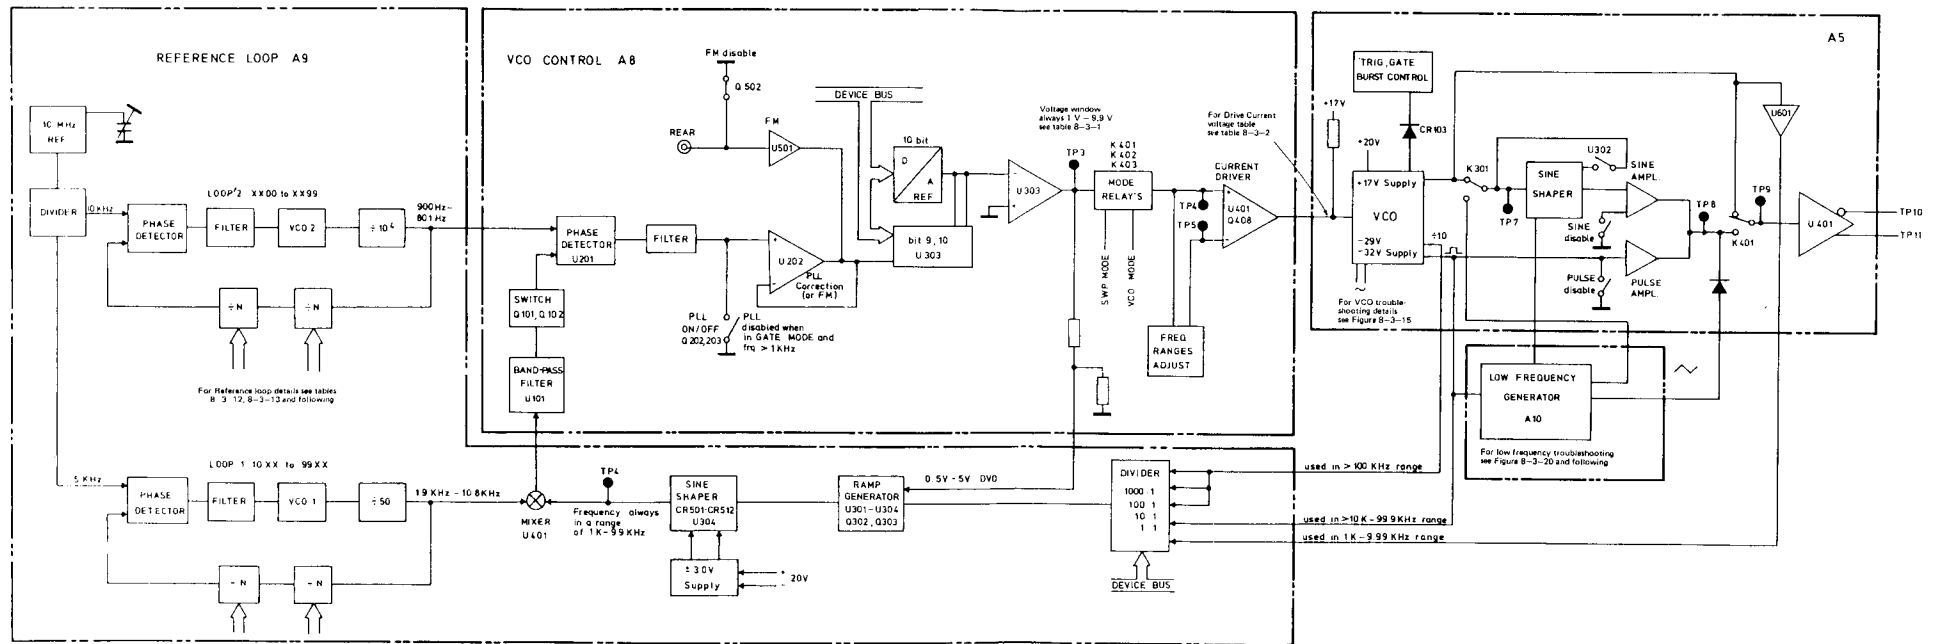 REFERENCE LOOP A9
10 MHz
REF
DIVIDER
10 KHz
LOOP 2 XX00 to XX99
PHASE
DETECTOR
FILTER
VCO 2
÷10⁴
900Hz-
801Hz
÷N
÷N
For Reference loop details see tables
8-3-12, 8-3-13 and following
LOOP 1 10XX to 99XX
5 KHz
PHASE
DETECTOR
FILTER
VCO 1
÷50
1.9 KHz - 10.8KHz
÷N
÷N
MIXER
U401
TP4
Frequency always
in a range
of 1K-9.9 KHz
SINE
SHAPER
CR501-CR512
U304
± 3.0V
Supply
+
-
20V
RAMP
GENERATOR
U301-U304
Q302, Q303
0.5V-5V DVD
DIVIDER
1000 1
100 1
10 1
1 1
DEVICE BUS
used in >100 KHz range
used in >10K-99.9KHz range
used in 1K-9.99 KHz range
VCO CONTROL A8
FM disable
Q502
REAR
FM
U501
DEVICE BUS
10 bit
D
A
REF
bit 9, 10
U303
PHASE
DETECTOR
U201
FILTER
+
-
U202
PLL
Correction
(or FM)
SWITCH
Q101, Q102
BAND-PASS
FILTER
U101
PLL
ON/OFF
Q202,203
PLL
disabled when
in GATE MODE and
frq > 1KHz
-
+
U303
Voltage window
always 1 V - 9.9 V
see table 8-3-1
TP3
K401
K402
K403
MODE
RELAY'S
SWP MODE
VCO MODE
TP4
TP5
FREQ
RANGES
ADJUST
CURRENT
DRIVER
+
-
U401
Q408
For Drive Current
voltage table
see table 8-3-2
A5
TRIG, GATE
BURST CONTROL
+17V
CR103
+20V
+17V Supply
VCO
-29V
-32V Supply
÷10
For VCO trouble-
shooting details
see Figure 8-3-15
K301
TP7
SINE
SHAPER
U302
SINE
AMPL.
SINE
disable
PULSE
disable
PULSE
AMPL.
TP8
K401
TP9
U601
U401
TP10
TP11
LOW FREQUENCY
GENERATOR
A10
For low frequency troubleshooting
see Figure 8-3-20 and following